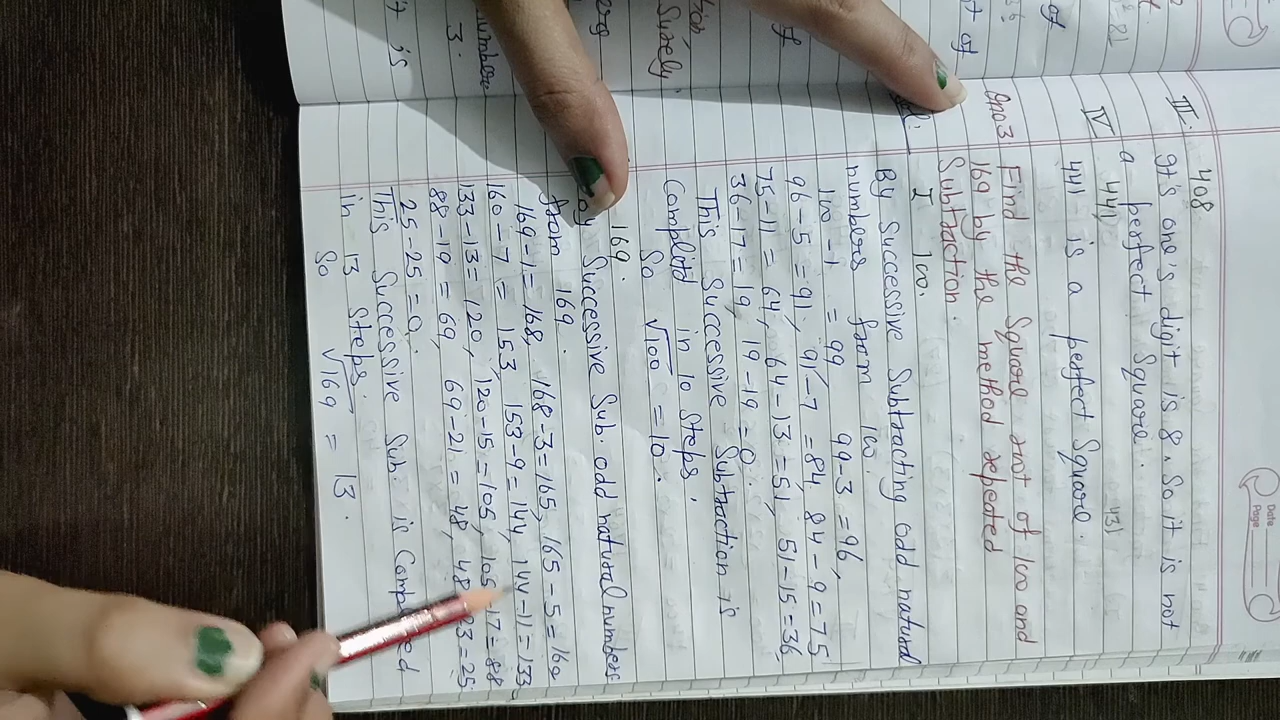 Date
Page
III. 408
It's one's digit is 8. So it is not
a perfect square.
IV 441
441 is a perfect square.
Qno.3. Find the square root of 100 and
169 by the method repeted
Subtraction.
I 100.
By Successive Subtracting odd natural
numbers from 100.
100 - 1 = 99, 99-3 = 96,
96-5 = 91, 91-7 = 84, 84-9=75
75-11 = 64, 64-13 = 51, 51-15=36,
36-17=19, 19-19=0.
This Successive Subtraction is
Completd in 10 Steps.
So √100 = 10.
169.
Successive Sub. odd natural numbers
from 169.
169-1=168, 168-3=165, 165-5=160
160-7 = 153, 153-9=144, 144-11=133
133-13=120, 120-15=105, 105-17=88
88-19 = 69, 69-21 = 48, 48-23=25
25-25=0.
This Successive Sub. is
in 13 Steps.
So √169 = 13.